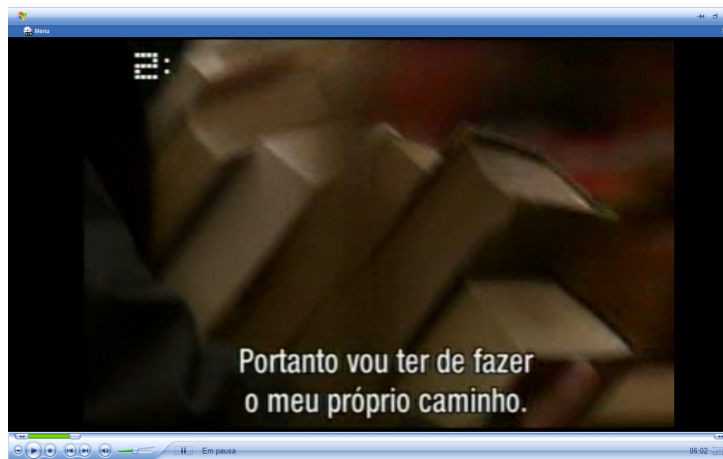 Menu
2:
Portanto vou ter de fazer
o meu próprio caminho.
Em pausa
06:02